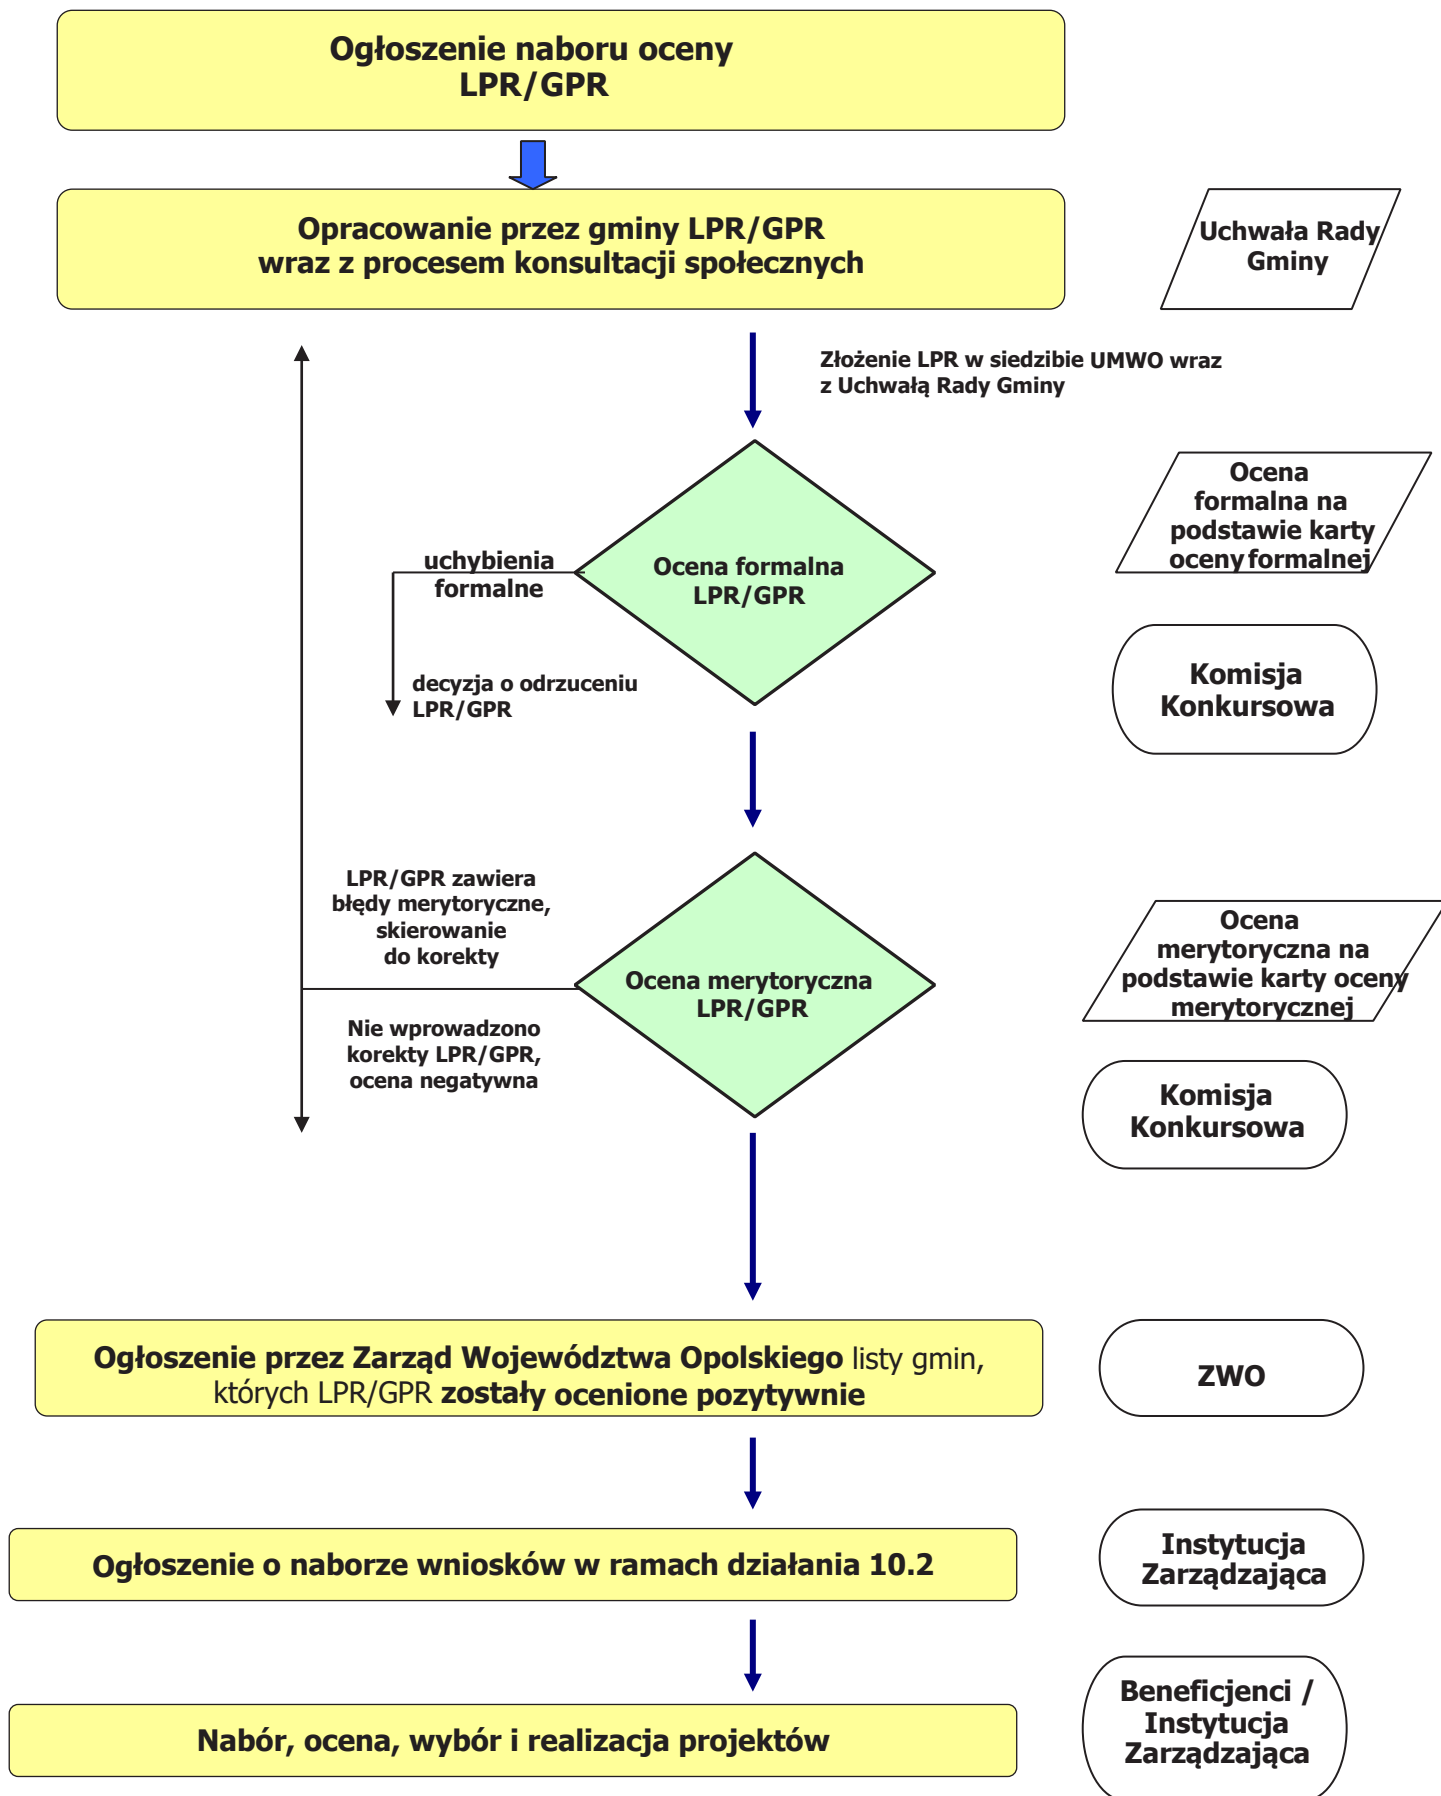 Ogłoszenie naboru oceny
LPR/GPR
Opracowanie przez gminy LPR/GPR
wraz z procesem konsultacji społecznych
Uchwała Rady
Gminy
Złożenie LPR w siedzibie UMWO wraz
z Uchwałą Rady Gminy
Ocena
formalna na
podstawie karty
oceny formalnej
uchybienia
formalne
Ocena formalna
LPR/GPR
decyzja o odrzuceniu
LPR/GPR
Komisja
Konkursowa
LPR/GPR zawiera
błędy merytoryczne,
skierowanie
do korekty
Ocena merytoryczna
LPR/GPR
Ocena
merytoryczna na
podstawie karty oceny
merytorycznej
Nie wprowadzono
korekty LPR/GPR,
ocena negatywna
Komisja
Konkursowa
Ogłoszenie przez Zarząd Województwa Opolskiego listy gmin,
których LPR/GPR zostały ocenione pozytywnie
ZWO
Ogłoszenie o naborze wniosków w ramach działania 10.2
Instytucja
Zarządzająca
Nabór, ocena, wybór i realizacja projektów
Beneficjenci /
Instytucja
Zarządzająca